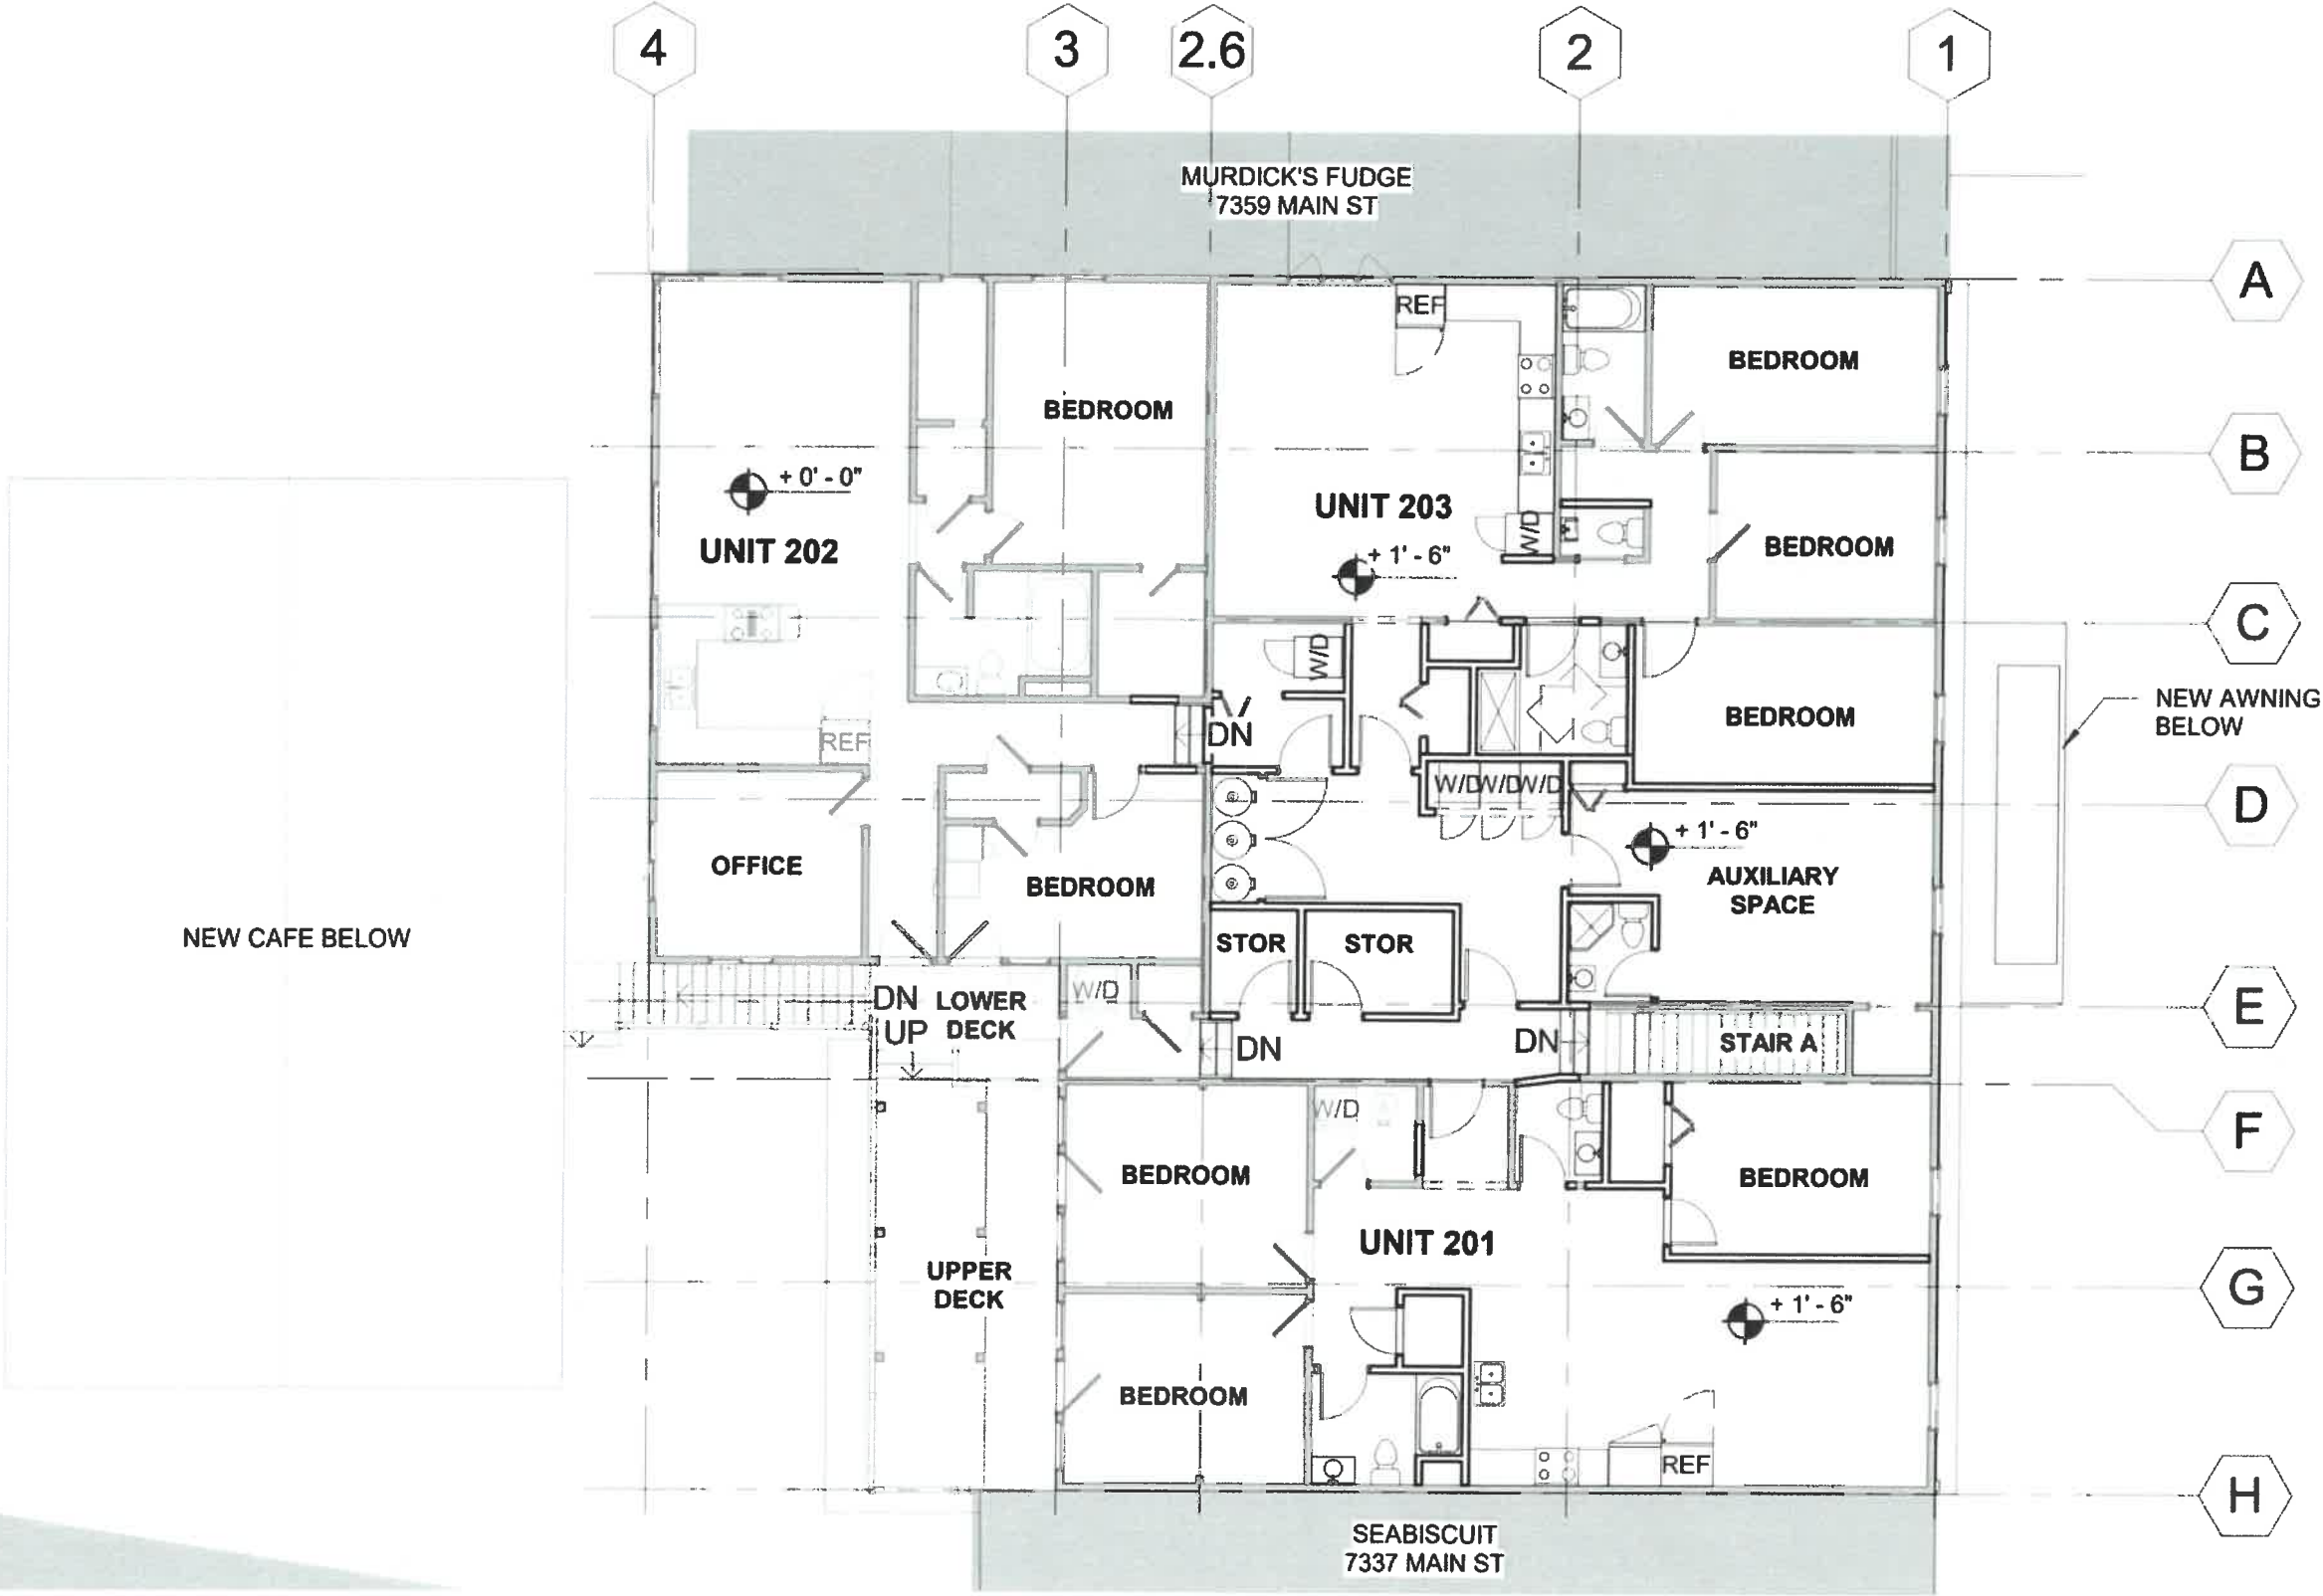 4
3
2.6
2
1
MURDICK'S FUDGE
7359 MAIN ST
A
REF
BEDROOM
BEDROOM
B
+ 0' - 0"
UNIT 203
W/D
UNIT 202
+ 1' - 6"
BEDROOM
C
W/D
BEDROOM
NEW AWNING
BELOW
DN
REF
W/D
W/D
W/D
D
+ 1' - 6"
OFFICE
BEDROOM
AUXILIARY
SPACE
NEW CAFE BELOW
STOR
STOR
W/D
DN
LOWER
DECK
UP
E
DN
DN
STAIR A
W/D
F
BEDROOM
BEDROOM
UNIT 201
UPPER
DECK
G
+ 1' - 6"
BEDROOM
REF
H
SEABISCUIT
7337 MAIN ST